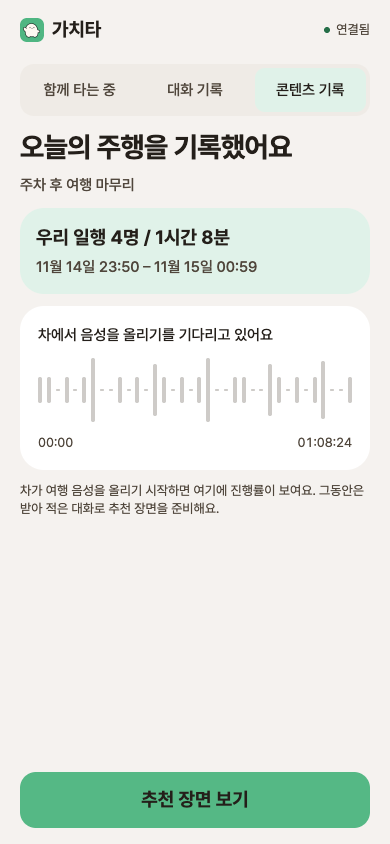 가치타
연결됨
함께 타는 중
대화 기록
콘텐츠 기록
오늘의 주행을 기록했어요
주차 후 여행 마무리
우리 일행 4명 / 1시간 8분
11월 14일 23:50 – 11월 15일 00:59
차에서 음성을 올리기를 기다리고 있어요
00:00
01:08:24
차가 여행 음성을 올리기 시작하면 여기에 진행률이 보여요. 그동안은
받아 적은 대화로 추천 장면을 준비해요.
추천 장면 보기